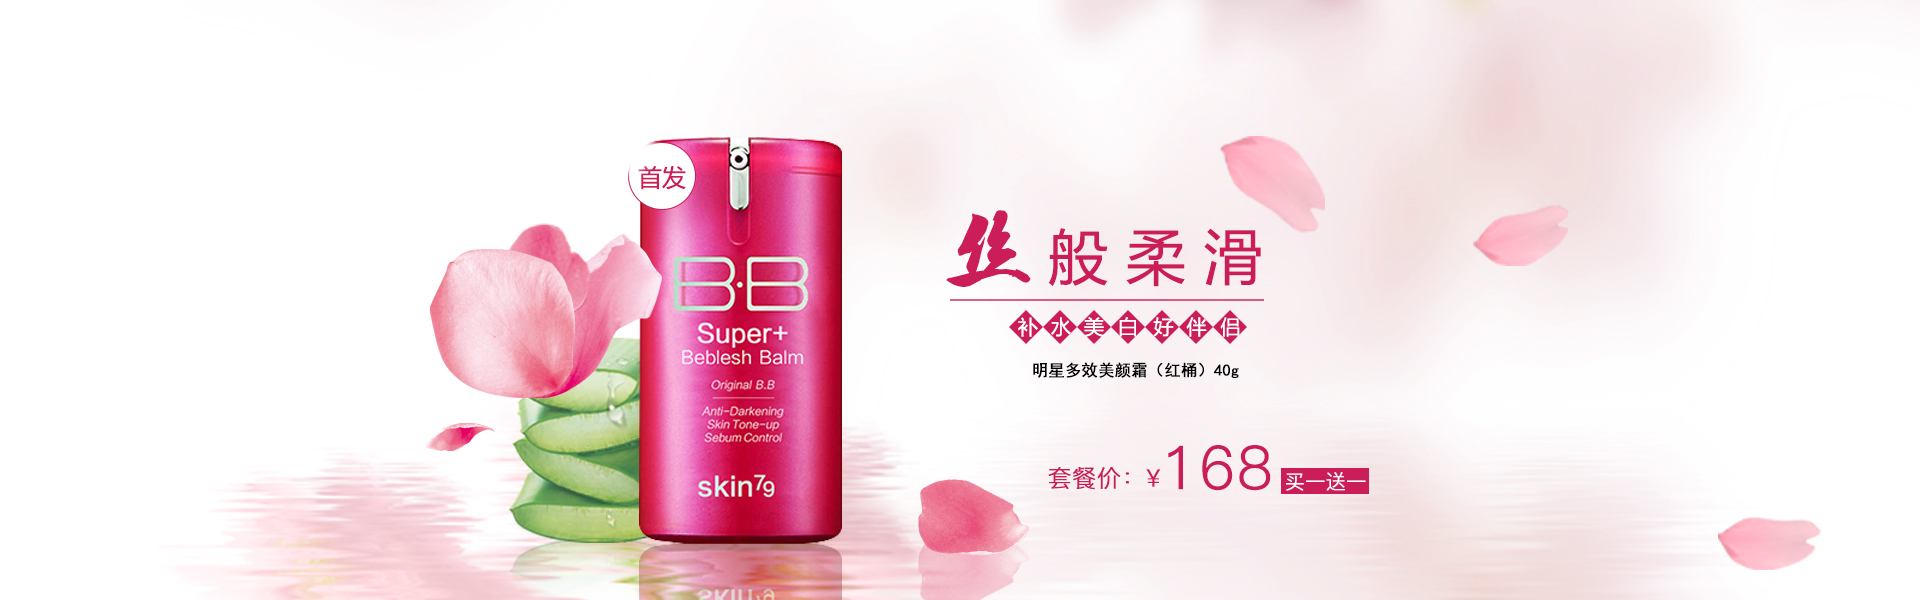 首发
B·B
Super+
Beblesh Balm
Original B.B
Anti-Darkening
Skin Tone-up
Sebum Control
skin79
丝般柔滑
补水美白好伴侣
明星多效美颜霜（红桶）40g
套餐价：¥168 买一送一